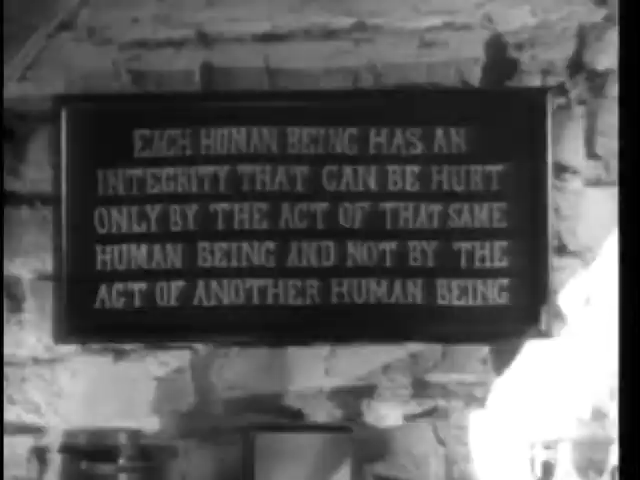 EACH HUMAN BEING HAS AN
INTEGRITY THAT CAN BE HURT
ONLY BY THE ACT OF THAT SAME
HUMAN BEING AND NOT BY THE
ACT OF ANOTHER HUMAN BEING